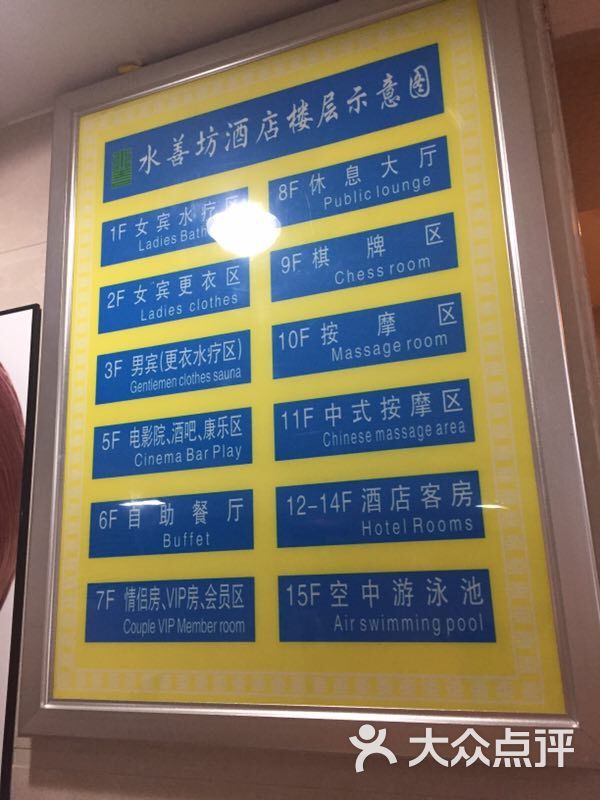 水善坊酒店楼层示意图
1F 女宾水疗区
Ladies Bath
2F 女宾更衣区
Ladies clothes
3F 男宾(更衣水疗区)
Gentlemen clothes sauna
5F 电影院、酒吧、康乐区
Cinema Bar Play
6F 自助餐厅
Buffet
7F 情侣房、VIP房、会员区
Couple VIP Member room
8F 休息大厅
Public lounge
9F 棋牌区
Chess room
10F 按摩区
Massage room
11F 中式按摩区
Chinese massage area
12-14F 酒店客房
Hotel Rooms
15F 空中游泳池
Air swimming pool
大众点评